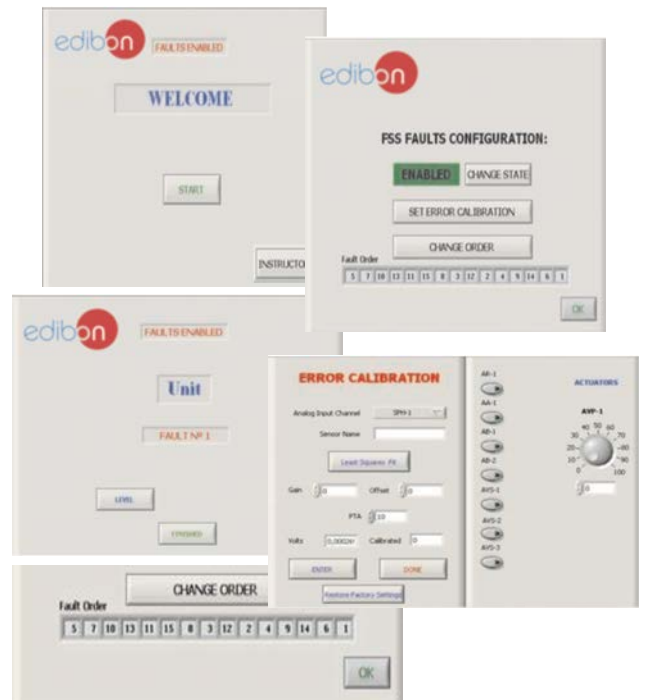 edibon
FAULTS ENABLED
WELCOME
START
INSTRUCTO
edibon
FSS FAULTS CONFIGURATION:
ENABLED CHANGE STATE
SET ERROR CALIBRATION
CHANGE ORDER
Fault Order
5 7 10 13 11 15 8 3 12 2 4 9 14 6 1
OK
edibon
FAULTS ENABLED
Unit
FAULT Nº 1
LEVEL
FINISHED
ERROR CALIBRATION
Analog Input Channel SPH-1
Sensor Name
Least Squares Fit
Gain 0 Offset 0
PTA 10
Volts Calibrated 0
ENTER DONE
Restore Factory Settings
AR-1
AA-1
AB-1
AB-2
AVS-1
AVS-2
AVS-3
ACTUATORS
AVP-1
0 10 20 30 40 50 60 70 80 90 100
0
CHANGE ORDER
Fault Order
5 7 10 13 11 15 8 3 12 2 4 9 14 6 1
OK